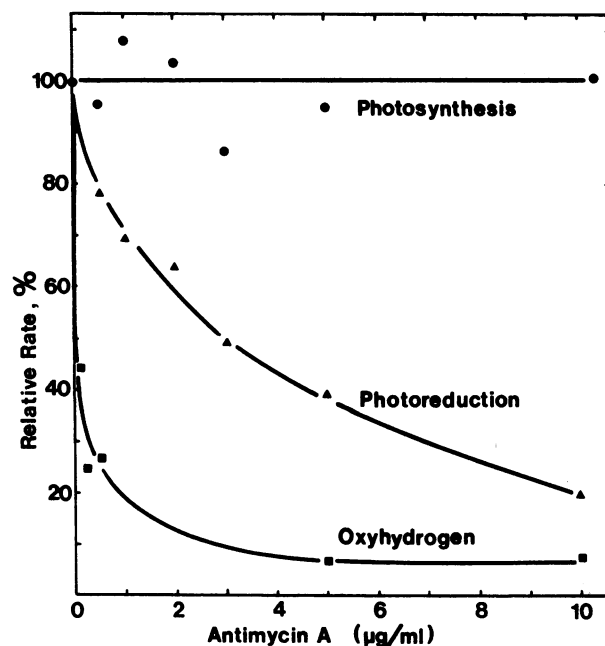 100
80
60
40
20
Relative Rate, %
Photosynthesis
Photoreduction
Oxyhydrogen
0 2 4 6 8 10
Antimycin A (µg/ml)